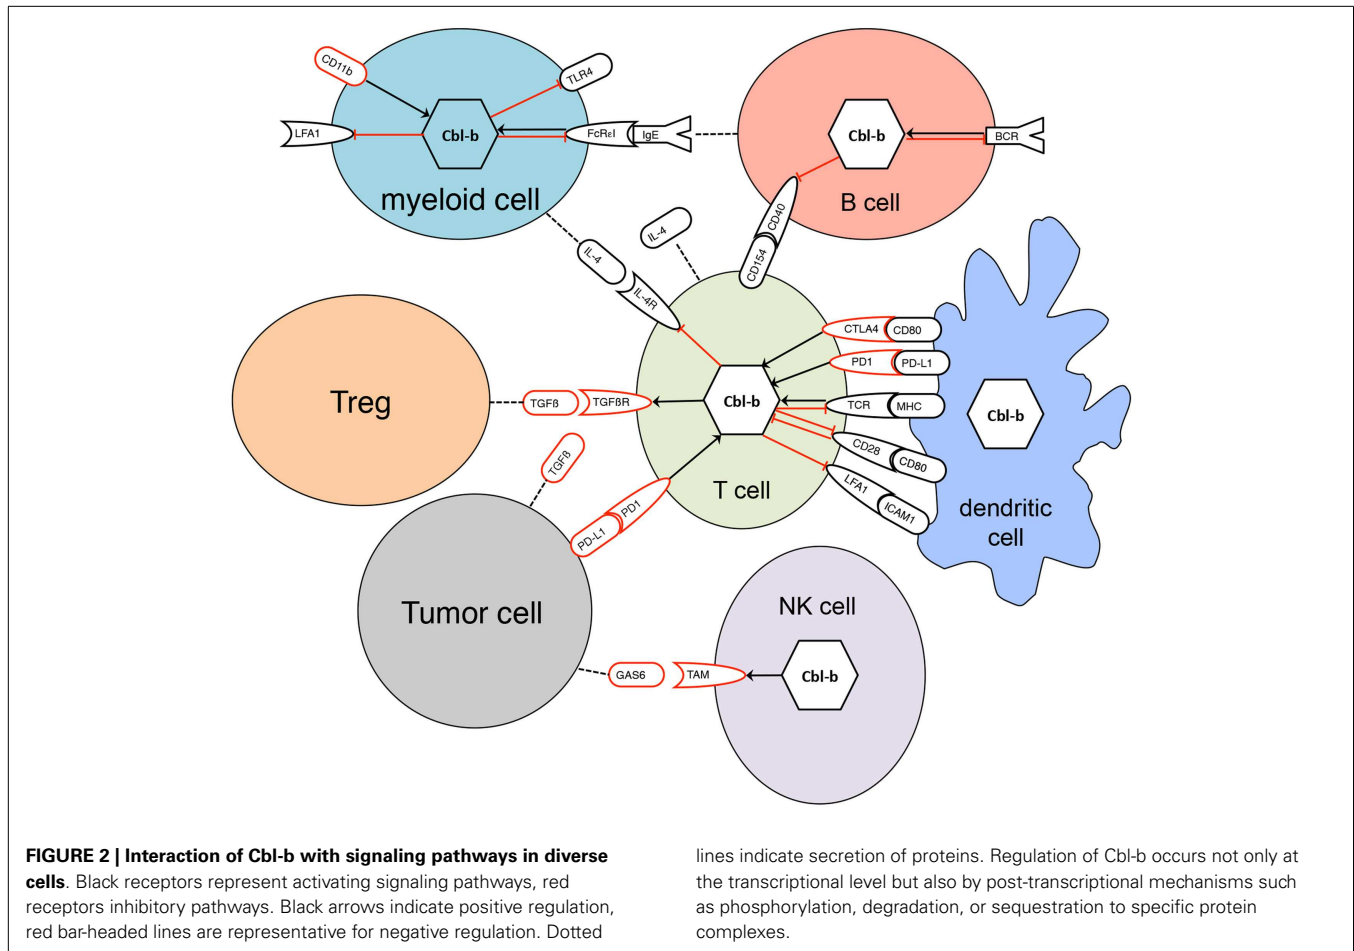 CD11b
TLR4
LFA1
Cbl-b
FcRεI
IgE
myeloid cell
Cbl-b
BCR
B cell
CD40
CD154
IL-4
IL-4
IL-4R
Treg
TGFß
TGFßR
Cbl-b
T cell
CTLA4
CD80
PD1
PD-L1
TCR
MHC
CD28
CD80
LFA1
ICAM1
Cbl-b
dendritic
cell
TGFß
PD1
PD-L1
Tumor cell
GAS6
TAM
NK cell
Cbl-b
FIGURE 2 | Interaction of Cbl-b with signaling pathways in diverse
cells. Black receptors represent activating signaling pathways, red
receptors inhibitory pathways. Black arrows indicate positive regulation,
red bar-headed lines are representative for negative regulation. Dotted
lines indicate secretion of proteins. Regulation of Cbl-b occurs not only at
the transcriptional level but also by post-transcriptional mechanisms such
as phosphorylation, degradation, or sequestration to specific protein
complexes.